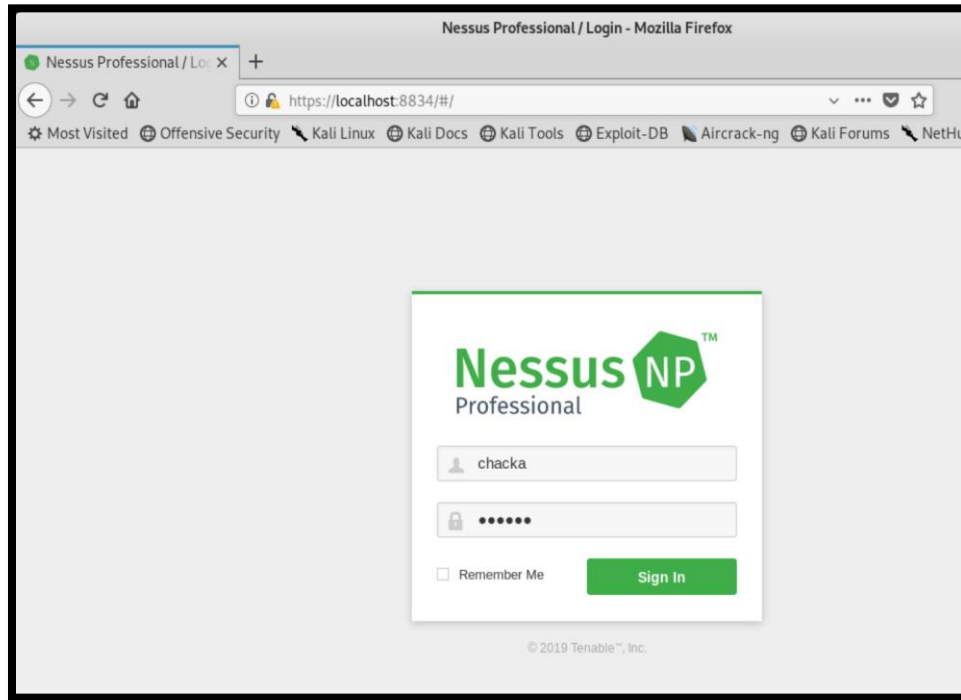 Nessus Professional / Login - Mozilla Firefox
Nessus Professional / Lo
https://localhost:8834/#/
Most Visited Offensive Security Kali Linux Kali Docs Kali Tools Exploit-DB Aircrack-ng Kali Forums NetHu
Nessus NP TM
Professional
chacka
••••••
Remember Me Sign In
© 2019 Tenable™, Inc.